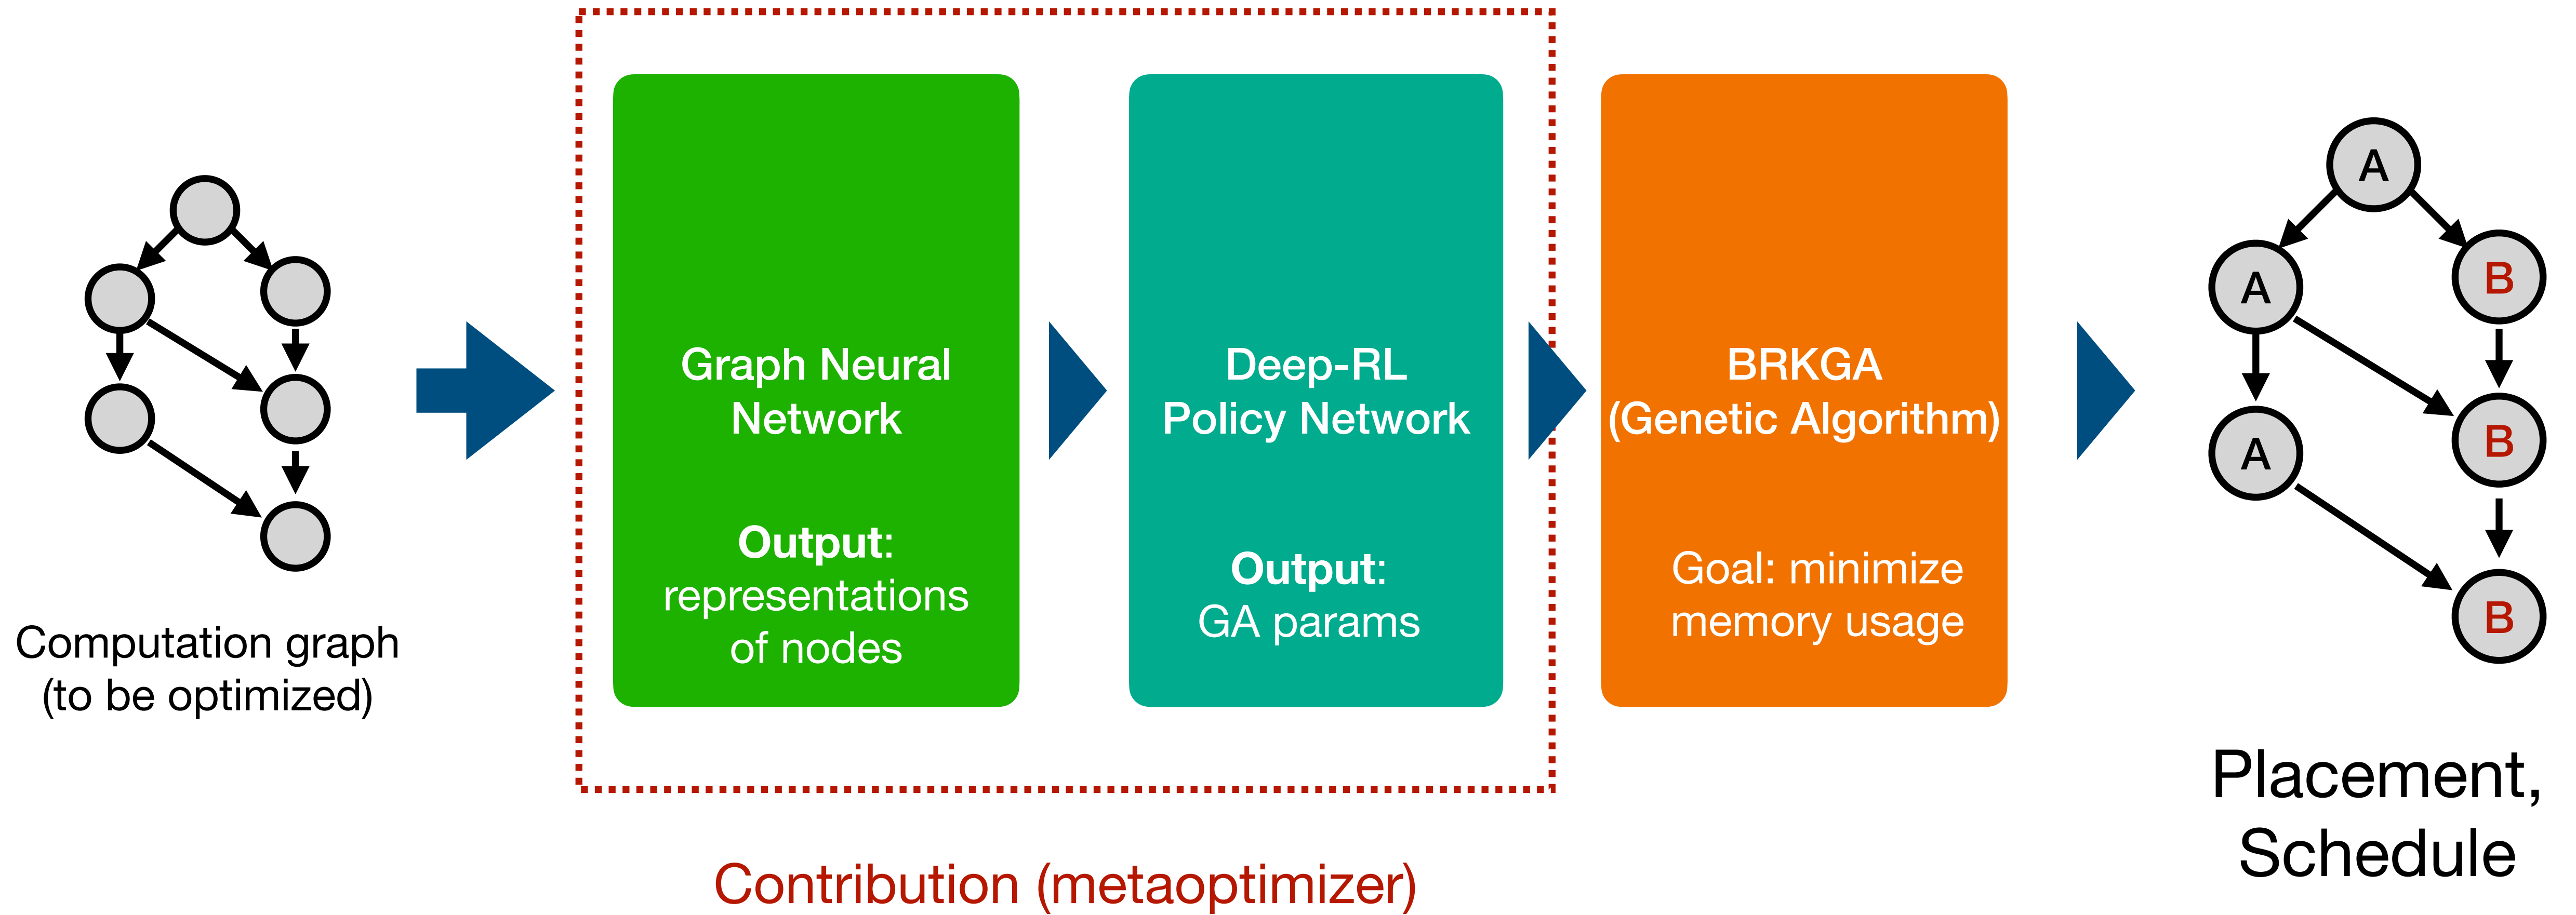 Computation graph
(to be optimized)
Graph Neural
Network
Output:
representations
of nodes
Deep-RL
Policy Network
Output:
GA params
BRKGA
(Genetic Algorithm)
Goal: minimize
memory usage
Contribution (metaoptimizer)
A
A
B
A
B
B
Placement,
Schedule